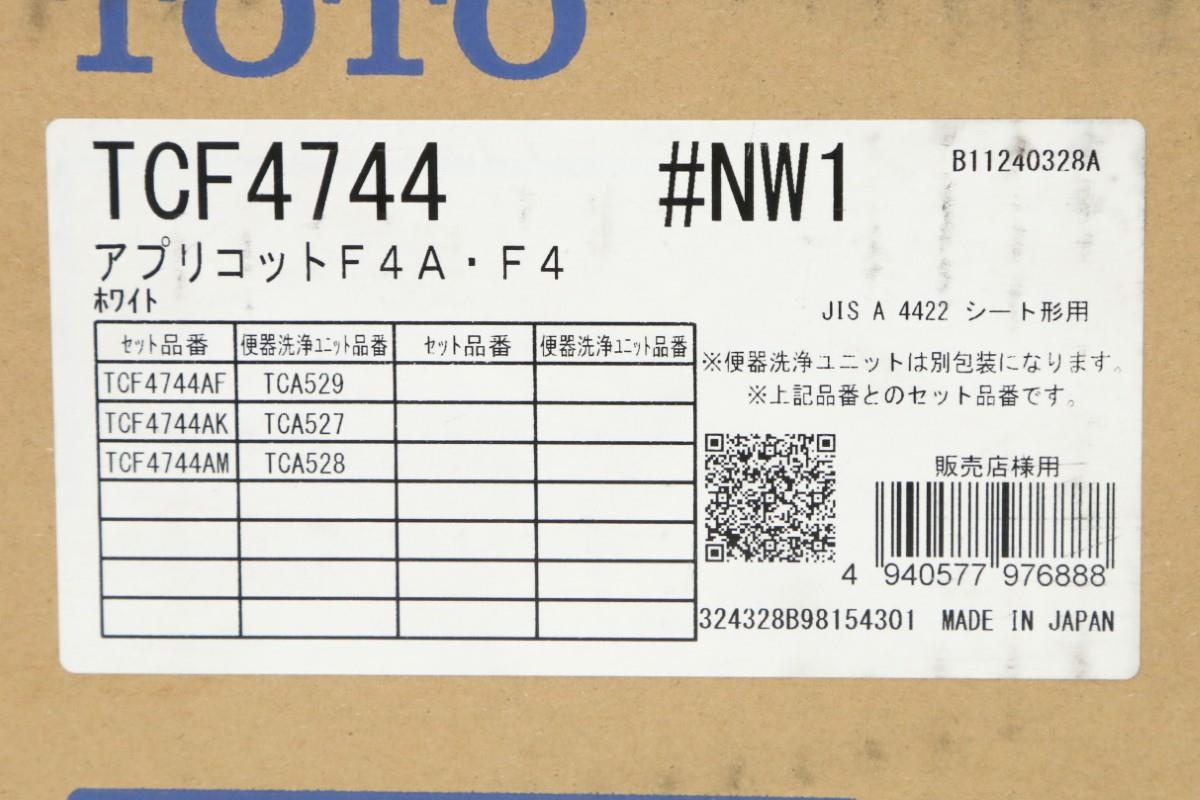 TOTO
TCF4744 #NW1 B11240328A
アプリコットF4A・F4
ホワイト
JIS A 4422 シート形用
セット品番 便器洗浄ユニット品番 セット品番 便器洗浄ユニット品番
TCF4744AF TCA529
TCF4744AK TCA527
TCF4744AM TCA528
※便器洗浄ユニットは別包装になります。
※上記品番とのセット品番です。
販売店様用
4 940577 976888
324328B98154301 MADE IN JAPAN